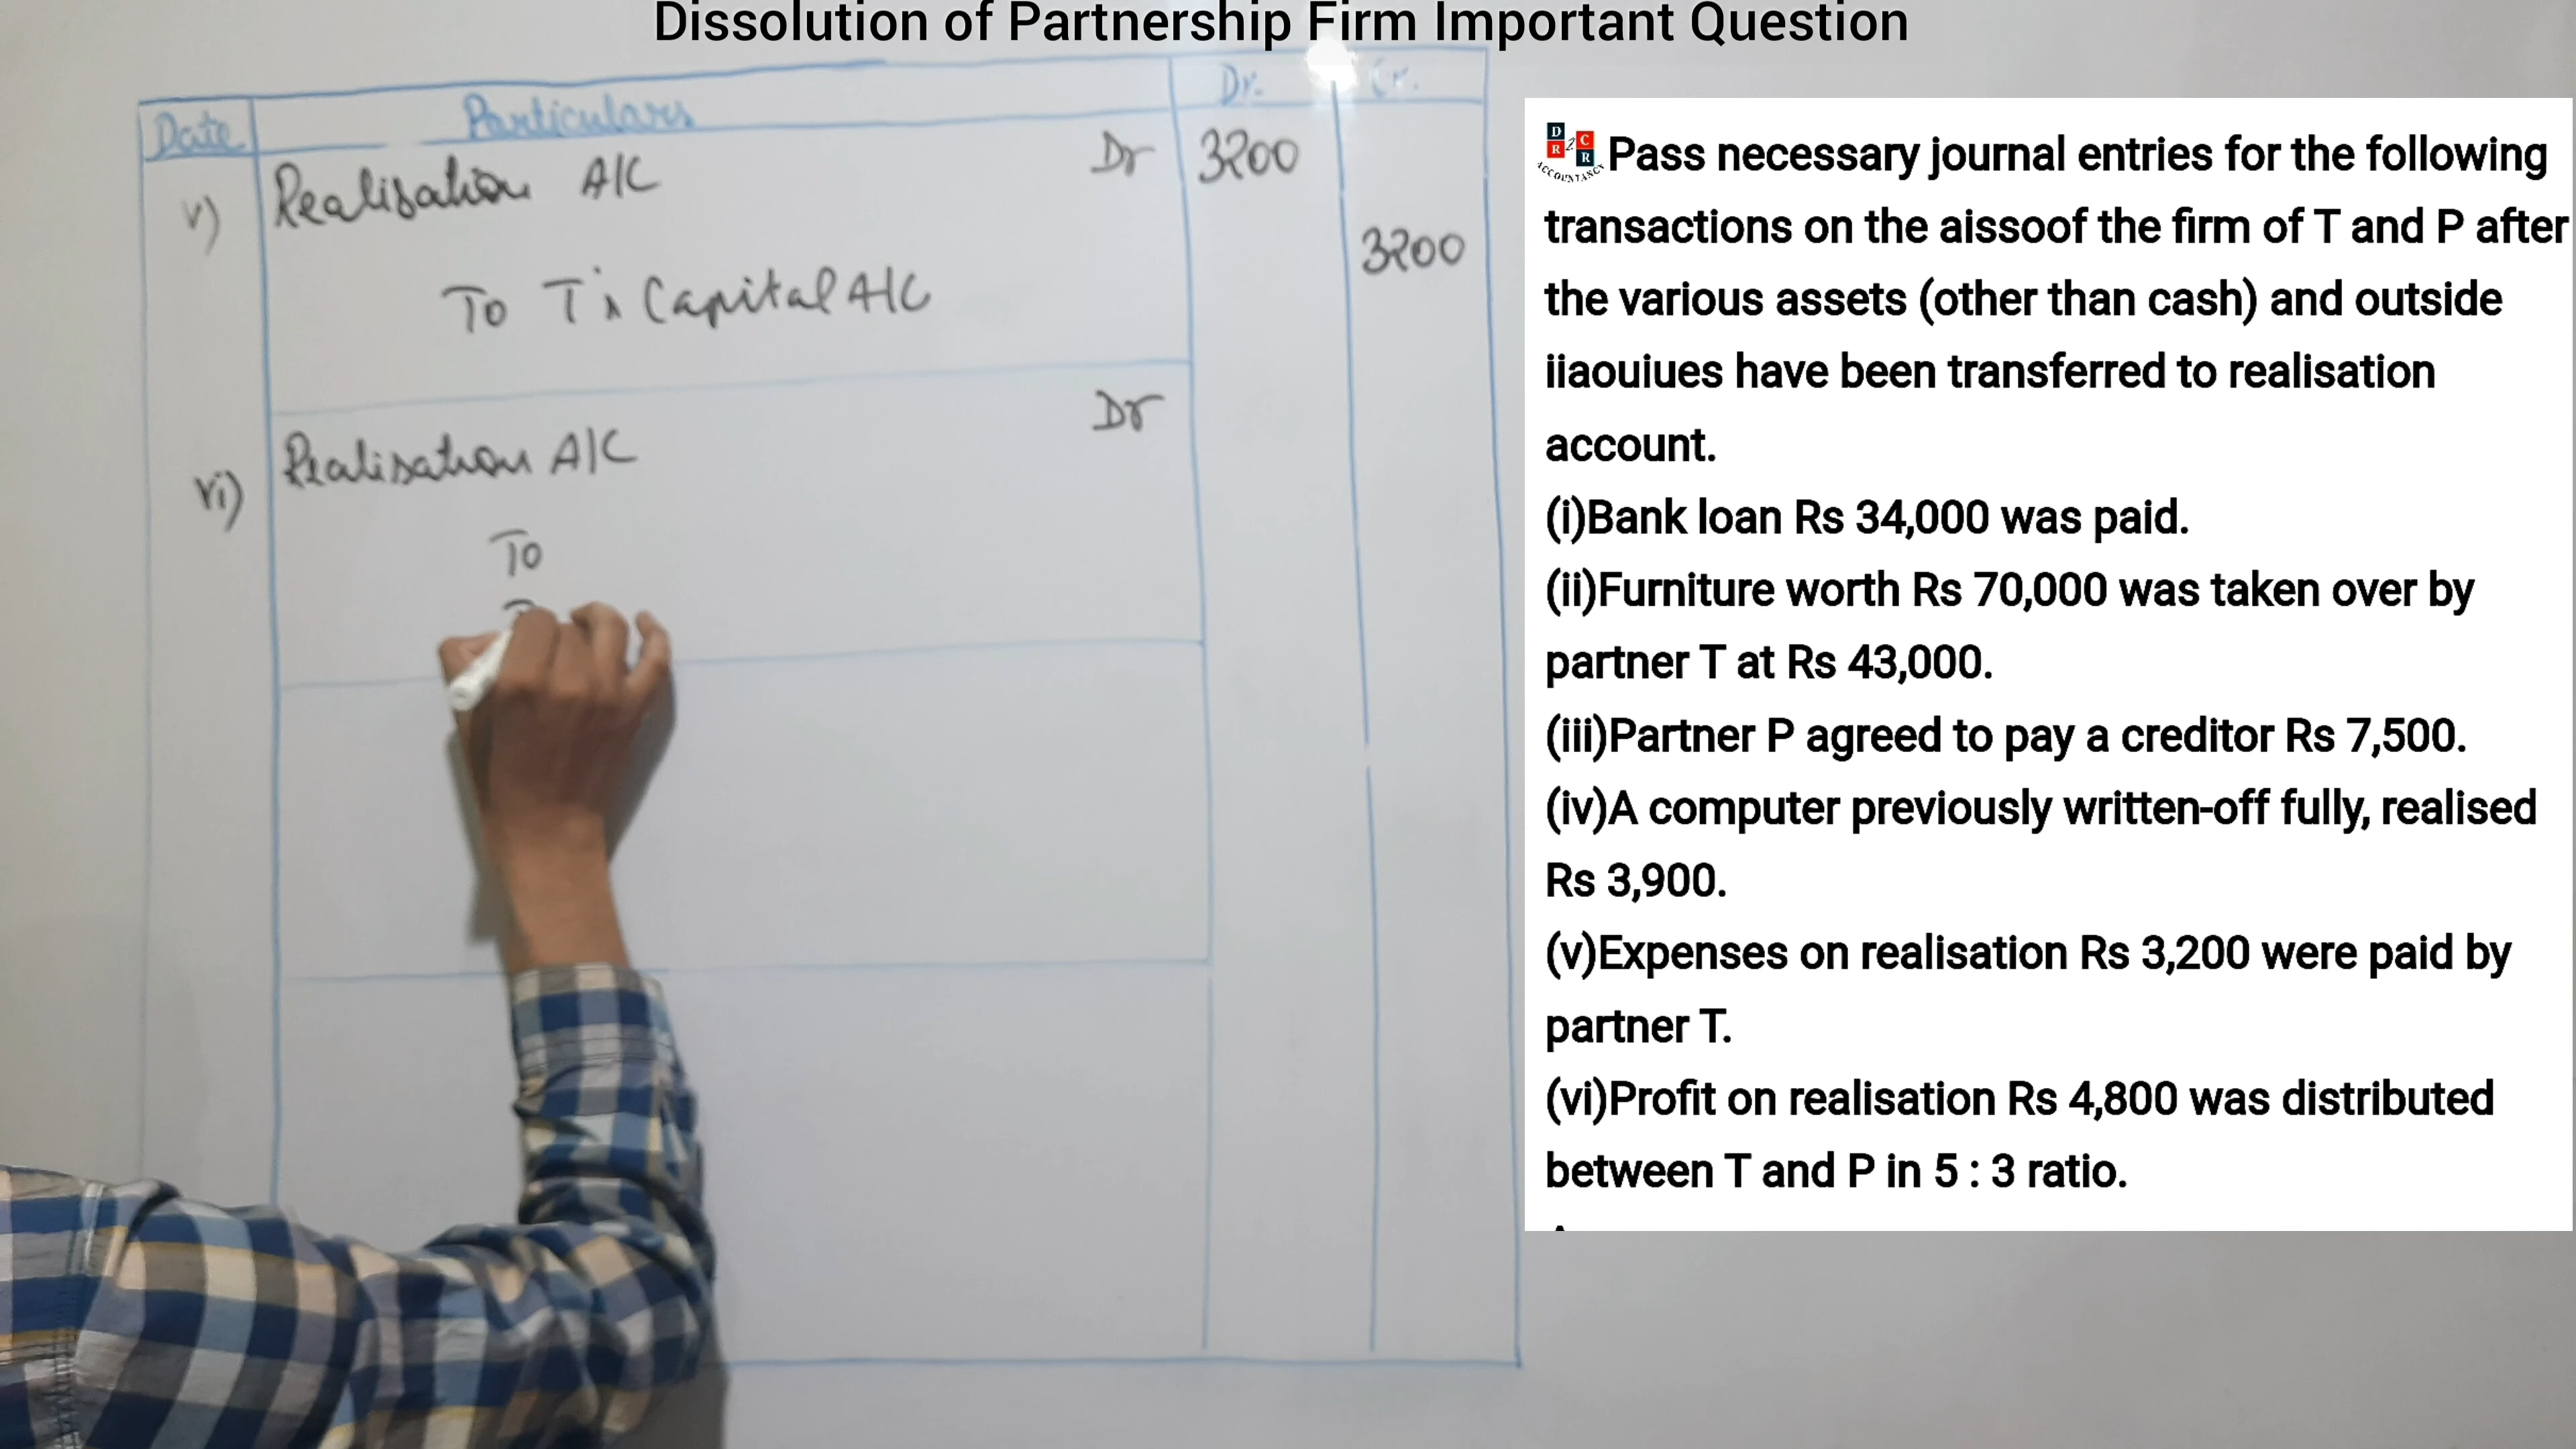 Dissolution of Partnership Firm Important Question
Date Particulars Dr. Cr.
v) Realisation A/C Dr 3200
To T's Capital A/C 3200
vi) Realisation A/C Dr
To
D R 2 C R
ACCOUNTANCY
Pass necessary journal entries for the following
transactions on the aissoof the firm of T and P after
the various assets (other than cash) and outside
iiaouiues have been transferred to realisation
account.
(i)Bank loan Rs 34,000 was paid.
(ii)Furniture worth Rs 70,000 was taken over by
partner T at Rs 43,000.
(iii)Partner P agreed to pay a creditor Rs 7,500.
(iv)A computer previously written-off fully, realised
Rs 3,900.
(v)Expenses on realisation Rs 3,200 were paid by
partner T.
(vi)Profit on realisation Rs 4,800 was distributed
between T and P in 5 : 3 ratio.